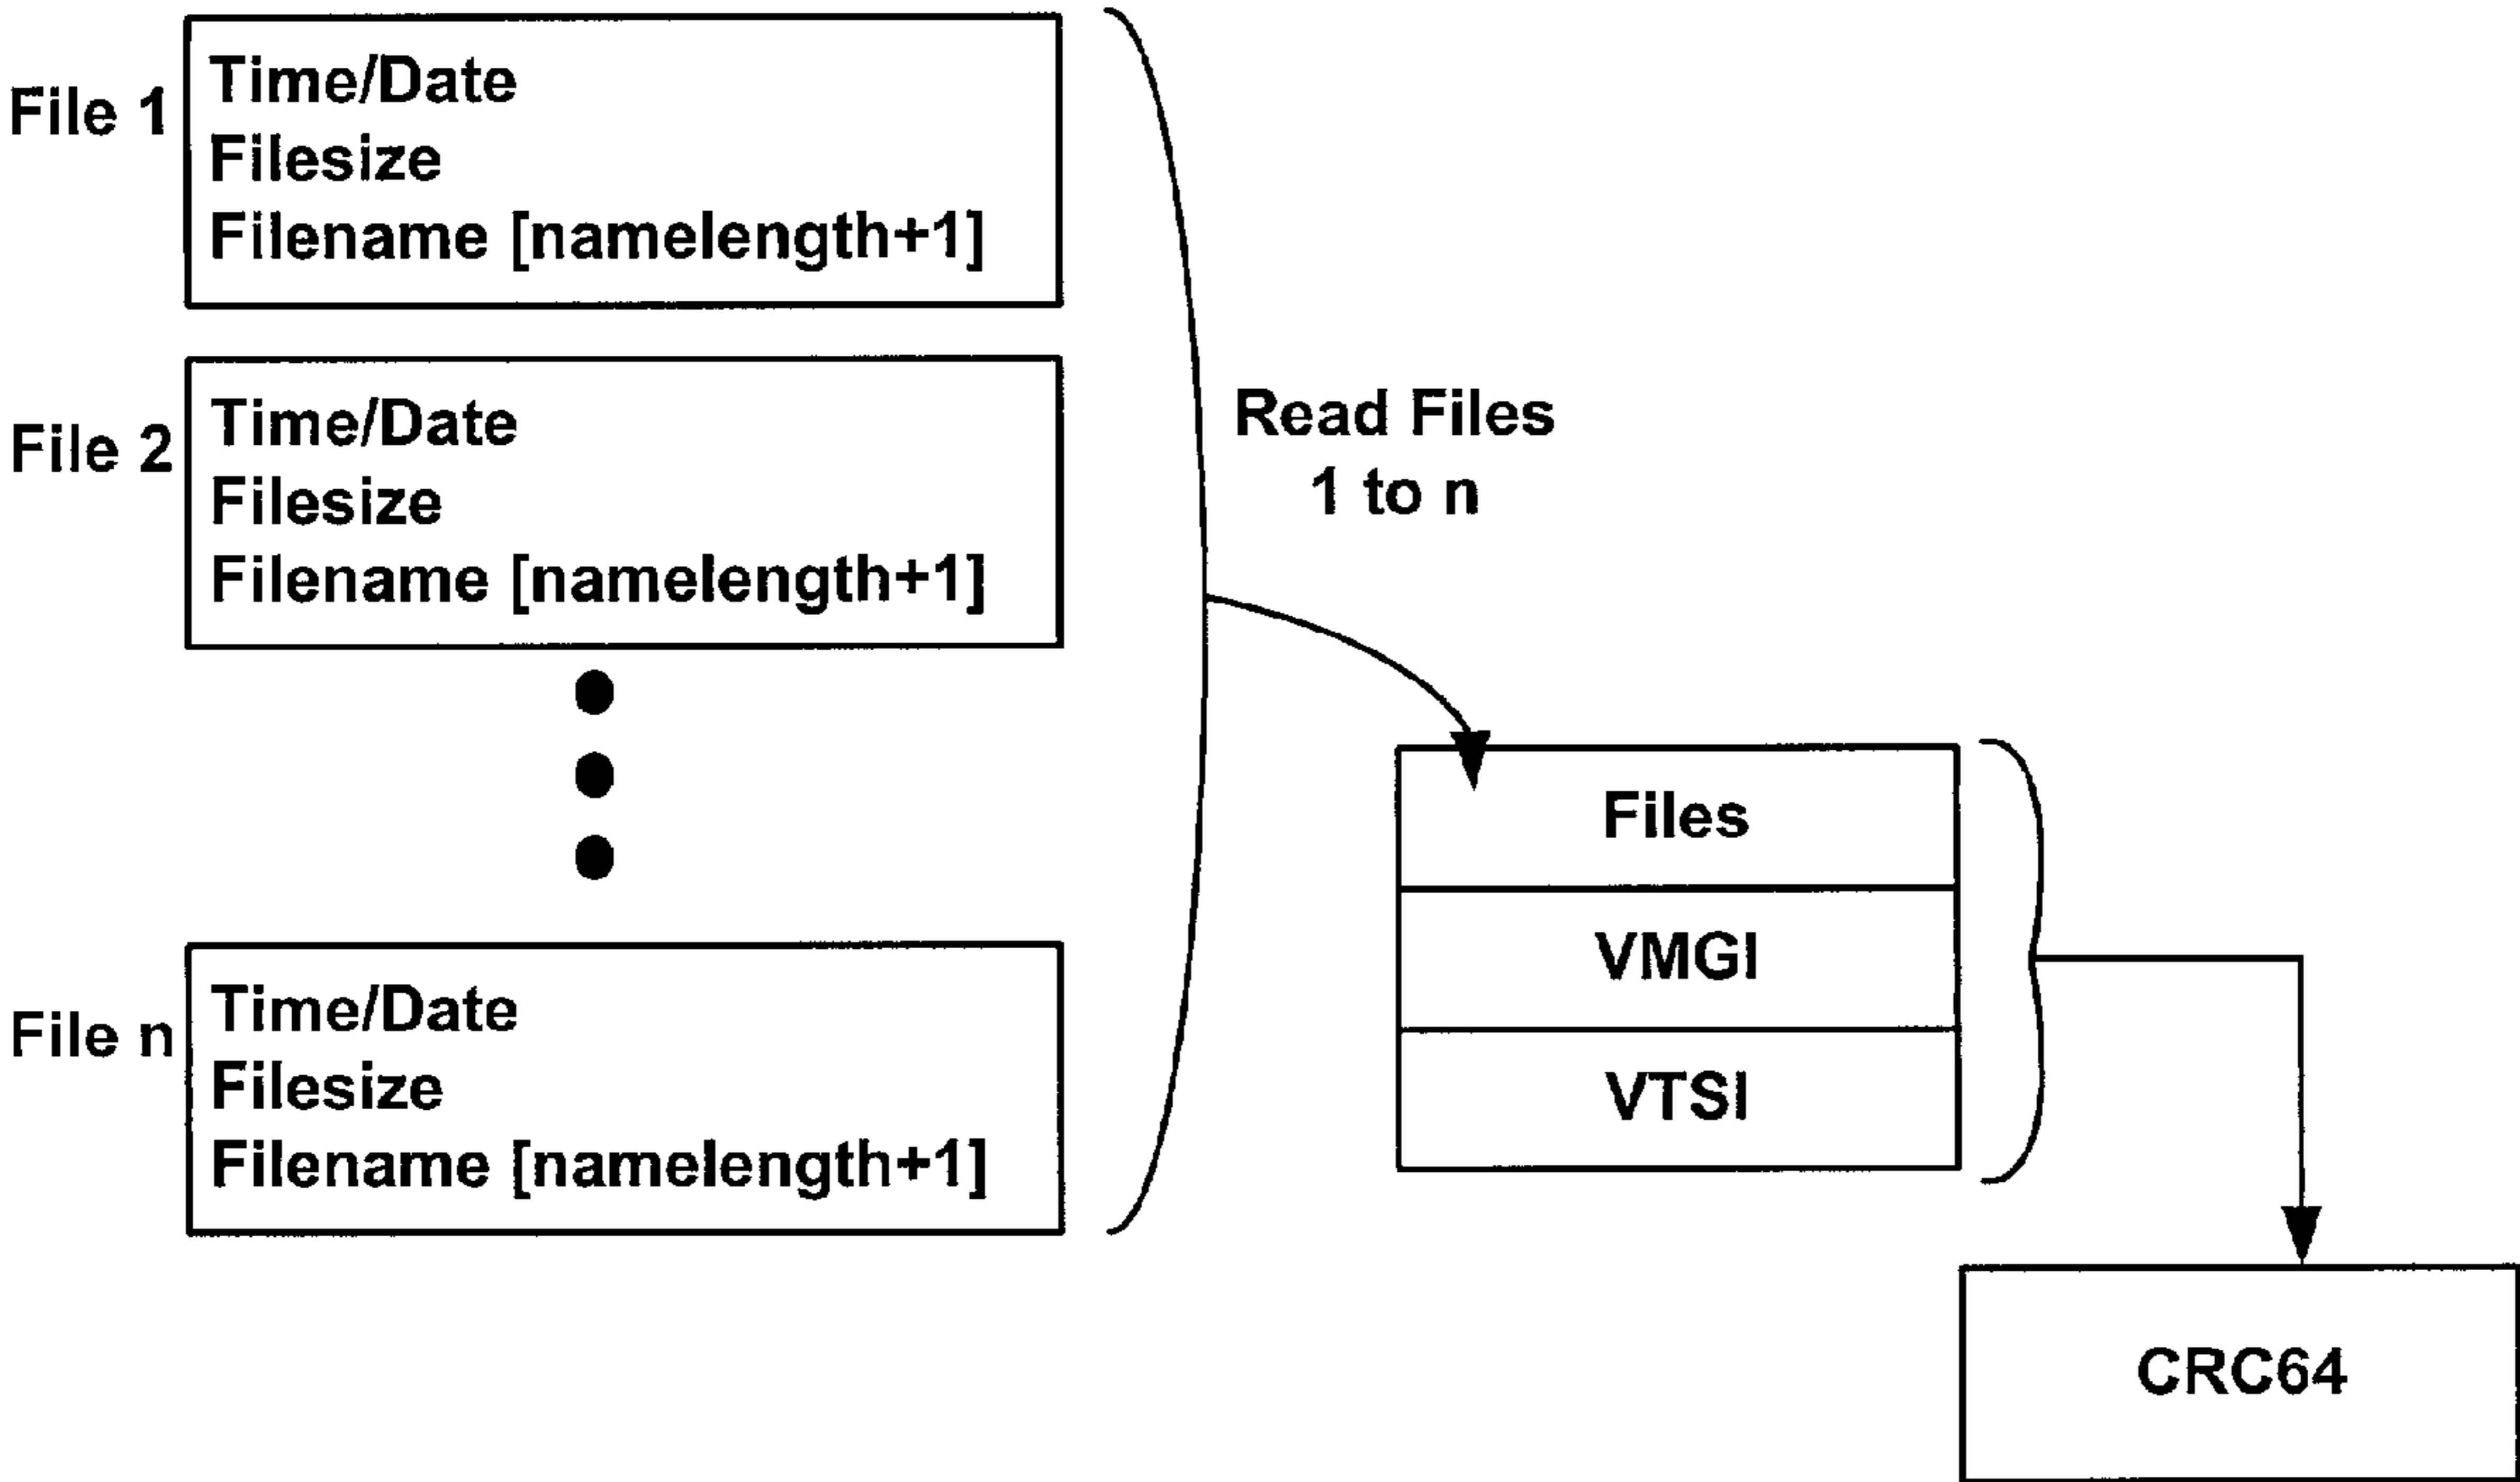 File 1
Time/Date
Filesize
Filename [namelength+1]
File 2
Time/Date
Filesize
Filename [namelength+1]
Read Files
1 to n
File n
Time/Date
Filesize
Filename [namelength+1]
Files
VMGI
VTSI
CRC64